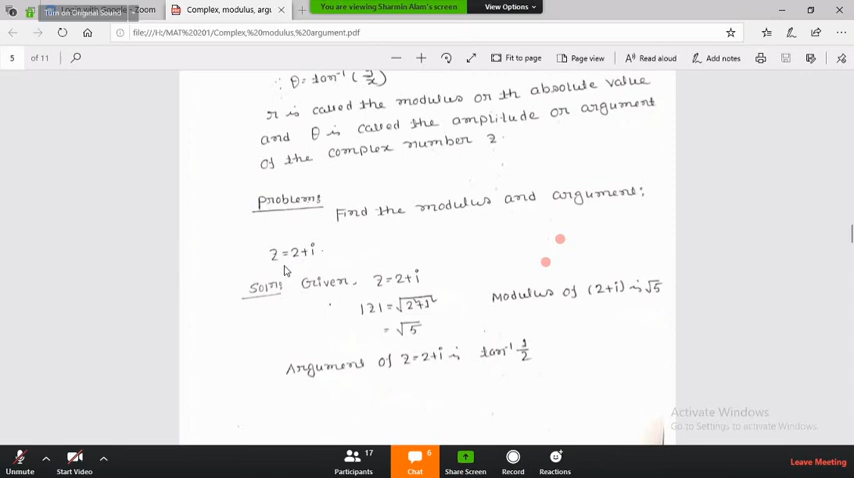 Turn on Original Sound
Zoom
Complex, modulus, argu
You are viewing Sharmin Alam's screen
View Options
file:///H:/MAT%20201/Complex,%20modulus,%20argument.pdf
5 of 11
Fit to page
Page view
Read aloud
Add notes
∴ θ = tan⁻¹ (y/x)
r is called the modulus or th absolute value
and θ is called the amplitude or argument
of the complex number z.
Problems Find the modulus and argument:
z = 2+i.
Soln: Given, z = 2+i
|z| = √2²+1²
= √5
Modulus of (2+i) is √5
Argument of z = 2+i is tan⁻¹ 1/2
Activate Windows
Go to Settings to activate Windows.
17
6
Unmute
Start Video
Participants
Chat
Share Screen
Record
Reactions
Leave Meeting